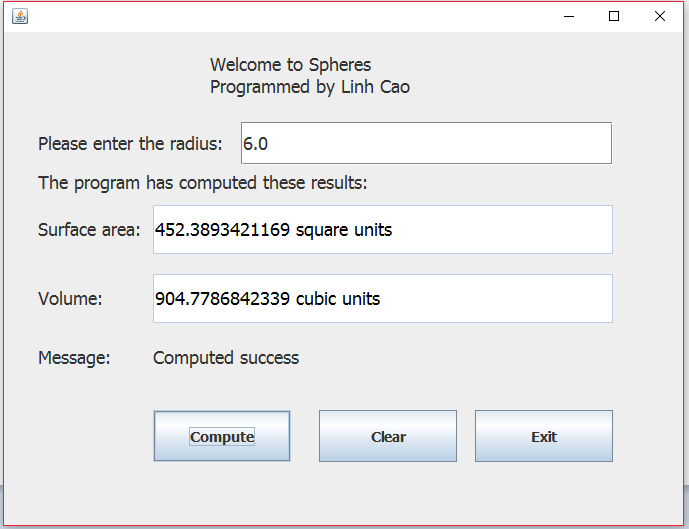 Welcome to Spheres
Programmed by Linh Cao
Please enter the radius: 6.0
The program has computed these results:
Surface area: 452.3893421169 square units
Volume: 904.7786842339 cubic units
Message: Computed success
Compute Clear Exit